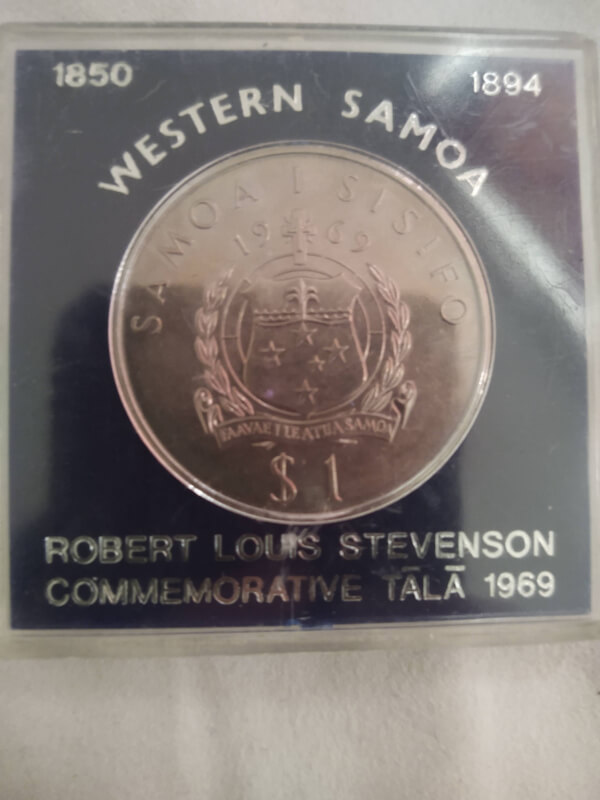 1850
1894
WESTERN SAMOA
SAMOA I SISIFO
1969
FAAVAE I LE ATUA SAMOA
$1
ROBERT LOUIS STEVENSON
COMMEMORATIVE TĀLĀ 1969